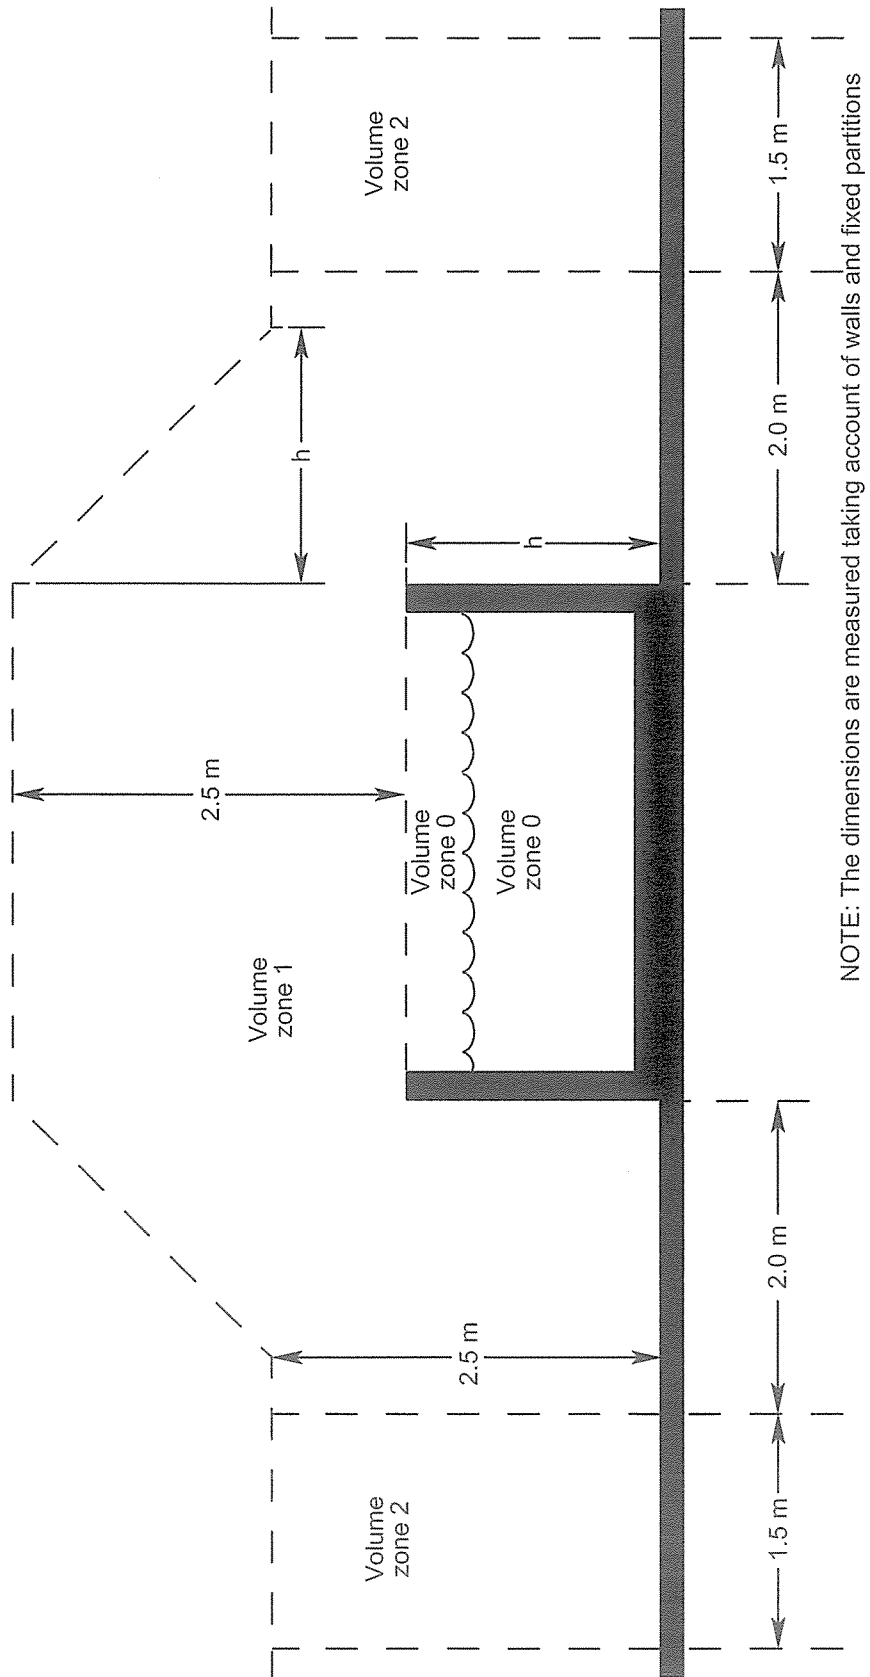 Volume
zone 2
Volume
zone 1
Volume
zone 0
Volume
zone 0
Volume
zone 2
2.5 m
2.5 m
h
h
1.5 m
2.0 m
2.0 m
1.5 m
NOTE: The dimensions are measured taking account of walls and fixed partitions